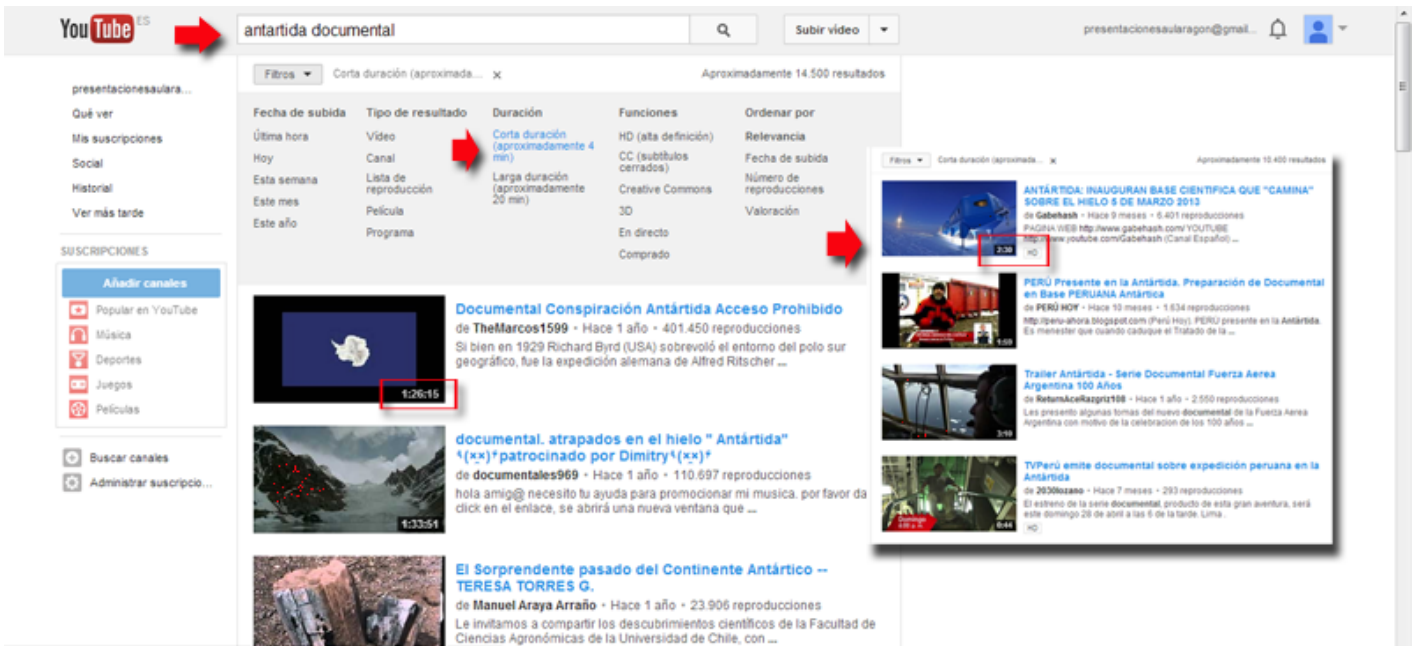 YouTube ES
antartida documental
Subir vídeo
presentacionesaularagon@gmail...
Filtros
Corta duración (aproximada... x
Aproximadamente 14.500 resultados
presentacionesaulara...
Qué ver
Mis suscripciones
Social
Historial
Ver más tarde
SUSCRIPCIONES
Añadir canales
Popular en YouTube
Música
Deportes
Juegos
Películas
Buscar canales
Administrar suscripcio...
Fecha de subida
Última hora
Hoy
Esta semana
Este mes
Este año
Tipo de resultado
Vídeo
Canal
Lista de
reproducción
Película
Programa
Duración
Corta duración
(aproximadamente 4
min)
Larga duración
(aproximadamente
20 min)
Funciones
HD (alta definición)
CC (subtítulos
cerrados)
Creative Commons
3D
En directo
Comprado
Ordenar por
Relevancia
Fecha de subida
Número de
reproducciones
Valoración
1:26:15
Documental Conspiración Antártida Acceso Prohibido
de TheMarcos1599 • Hace 1 año • 401.450 reproducciones
Si bien en 1929 Richard Byrd (USA) sobrevoló el entorno del polo sur
geográfico, fue la expedición alemana de Alfred Ritscher ...
1:33:51
documental. atrapados en el hielo " Antártida"
patrocinado por Dimitry
de documentales969 • Hace 1 año • 110.697 reproducciones
hola amig@ necesito tu ayuda para promocionar mi musica. por favor da
click en el enlace, se abrirá una nueva ventana que ...
El Sorprendente pasado del Continente Antártico --
TERESA TORRES G.
de Manuel Araya Arraño • Hace 1 año • 23.906 reproducciones
Le invitamos a compartir los descubrimientos científicos de la Facultad de
Ciencias Agronómicas de la Universidad de Chile, con ...
Filtros
Corta duración (aproximada... x
Aproximadamente 10.400 resultados
2:38
ANTÁRTIDA: INAUGURAN BASE CIENTIFICA QUE "CAMINA"
SOBRE EL HIELO 5 DE MARZO 2013
de Gabehash • Hace 9 meses • 6.401 reproducciones
PAGINA WEB http://www.gabehash.com/ YOUTUBE
http://www.youtube.com/Gabehash (Canal Español) ...
HD
1:59
PERÚ Presente en la Antártida. Preparación de Documental
en Base PERUANA Antártica
de PERÚ HOY • Hace 10 meses • 1.634 reproducciones
http://peru-ahora.blogspot.com (Perú Hoy). PERÚ presente en la Antártida.
Es menester que cuando caduque el Tratado de la ...
3:10
Trailer Antártida - Serie Documental Fuerza Aerea
Argentina 100 Años
de ReturnAceRazgriz108 • Hace 1 año • 2.550 reproducciones
Les presento algunas tomas del nuevo documental de la Fuerza Aerea
Argentina con motivo de la celebracion de los 100 años ...
Domingo
0:44
TVPerú emite documental sobre expedición peruana en la
Antártida
de 2030lozano • Hace 7 meses • 293 reproducciones
El estreno de la serie documental, producto de esta gran aventura, será
este domingo 28 de abril a las 6 de la tarde. Lima .
HD